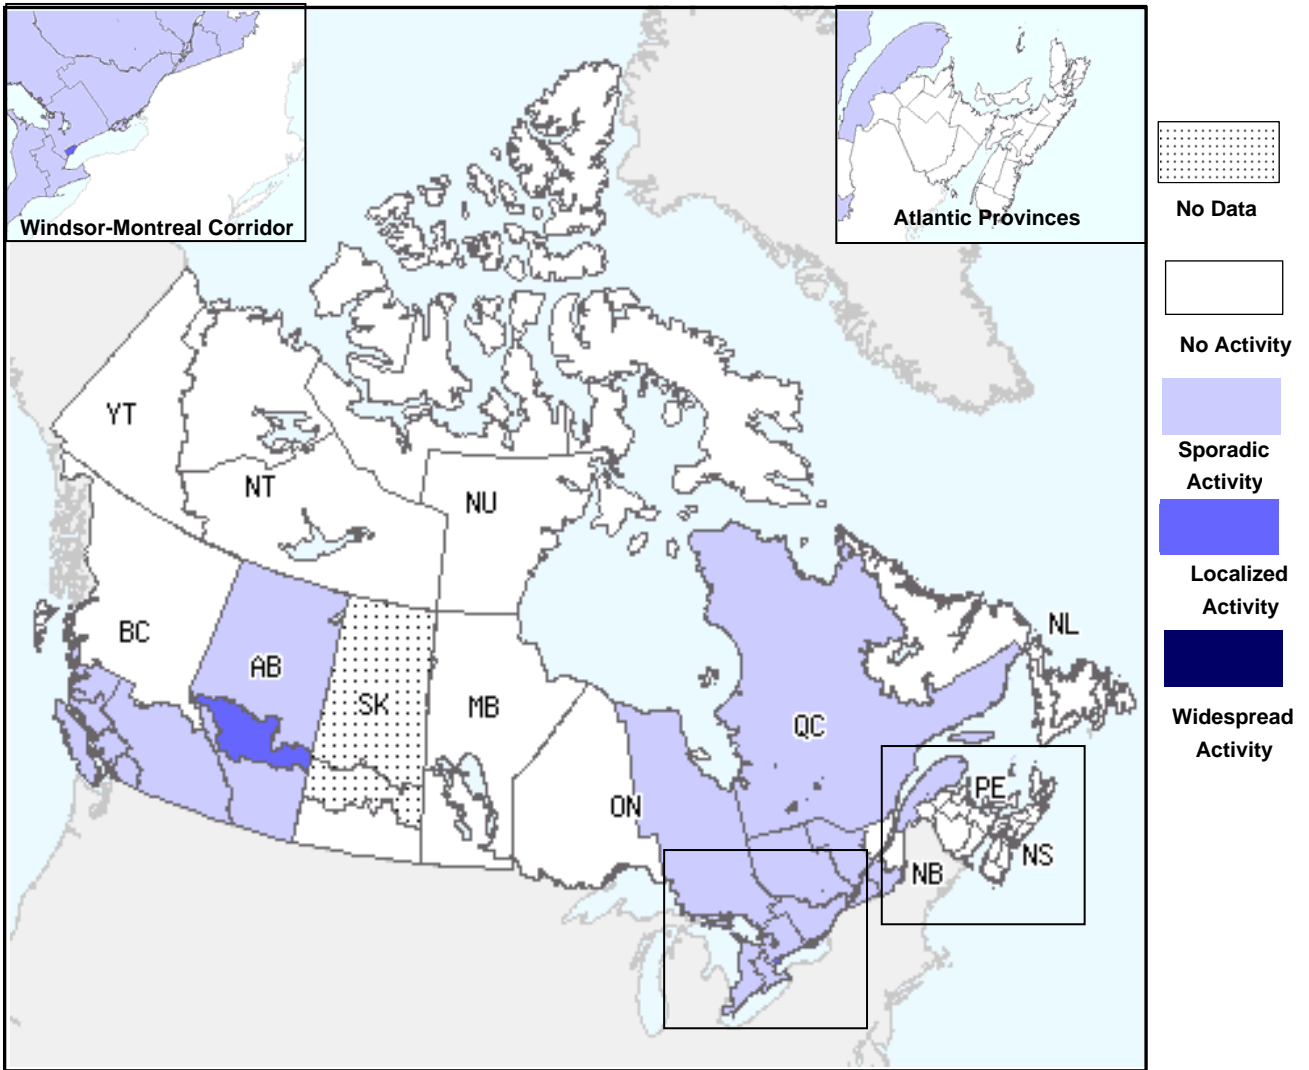 Windsor-Montreal Corridor
Atlantic Provinces
No Data
No Activity
Sporadic
Activity
Localized
Activity
Widespread
Activity
YT
NT
NU
BC
AB
SK
MB
ON
QC
NL
PE
NS
NB